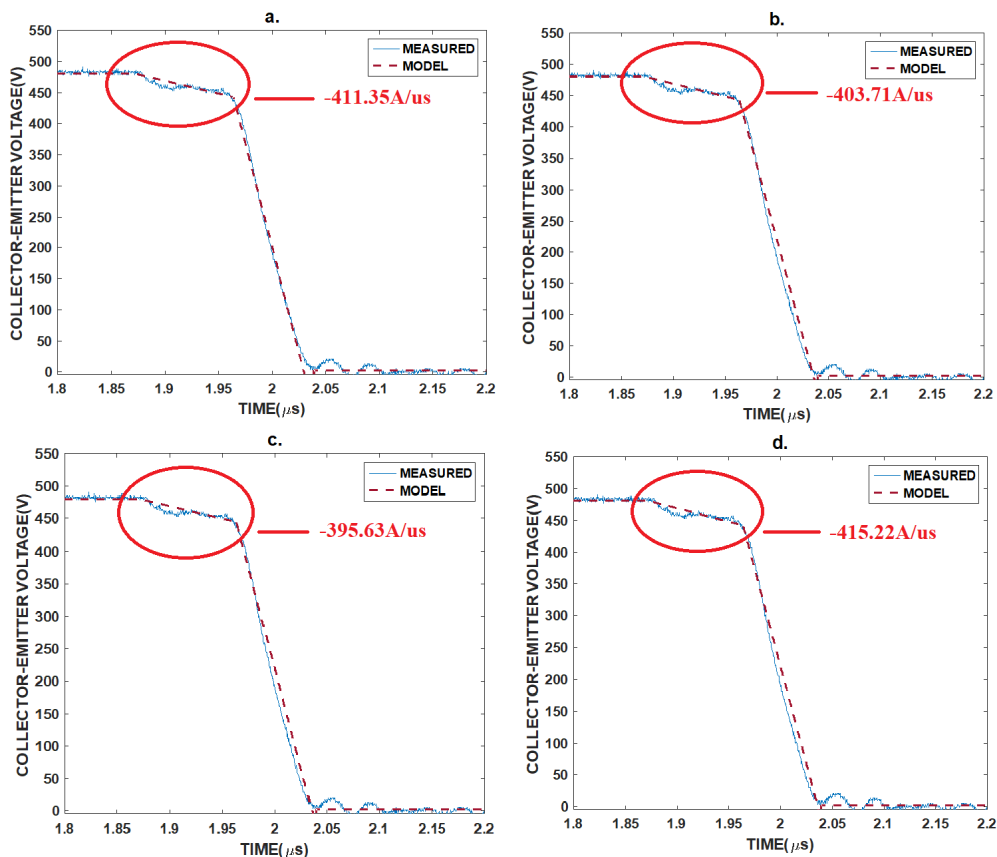 a.
COLLECTOR-EMITTER VOLTAGE(V)
550
500
450
400
350
300
250
200
150
100
50
0
MEASURED
MODEL
-411.35A/us
1.8 1.85 1.9 1.95 2 2.05 2.1 2.15 2.2
TIME(μs)
b.
COLLECTOR-EMITTER VOLTAGE(V)
550
500
450
400
350
300
250
200
150
100
50
0
MEASURED
MODEL
-403.71A/us
1.8 1.85 1.9 1.95 2 2.05 2.1 2.15 2.2
TIME(μs)
c.
COLLECTOR-EMITTER VOLTAGE(V)
550
500
450
400
350
300
250
200
150
100
50
0
MEASURED
MODEL
-395.63A/us
1.8 1.85 1.9 1.95 2 2.05 2.1 2.15 2.2
TIME(μs)
d.
COLLECTOR-EMITTER VOLTAGE(V)
550
500
450
400
350
300
250
200
150
100
50
0
MEASURED
MODEL
-415.22A/us
1.8 1.85 1.9 1.95 2 2.05 2.1 2.15 2.2
TIME(μs)